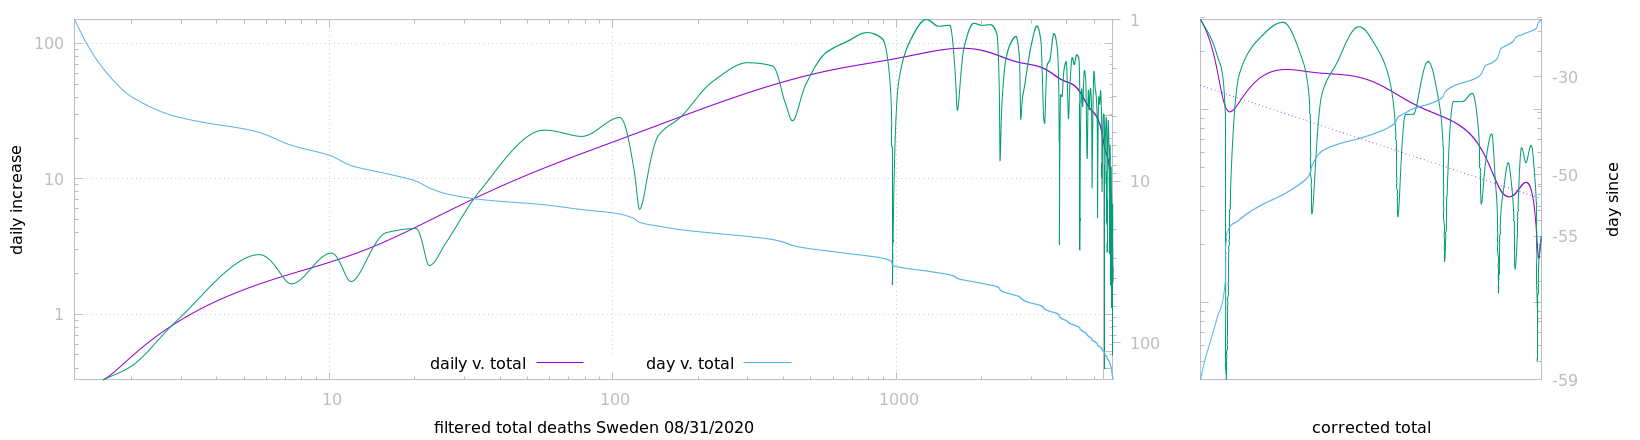 100
10
1
daily increase
10
100
1000
filtered total deaths Sweden 08/31/2020
daily v. total
day v. total
1
10
100
-30
-50
-55
-59
day since
corrected total